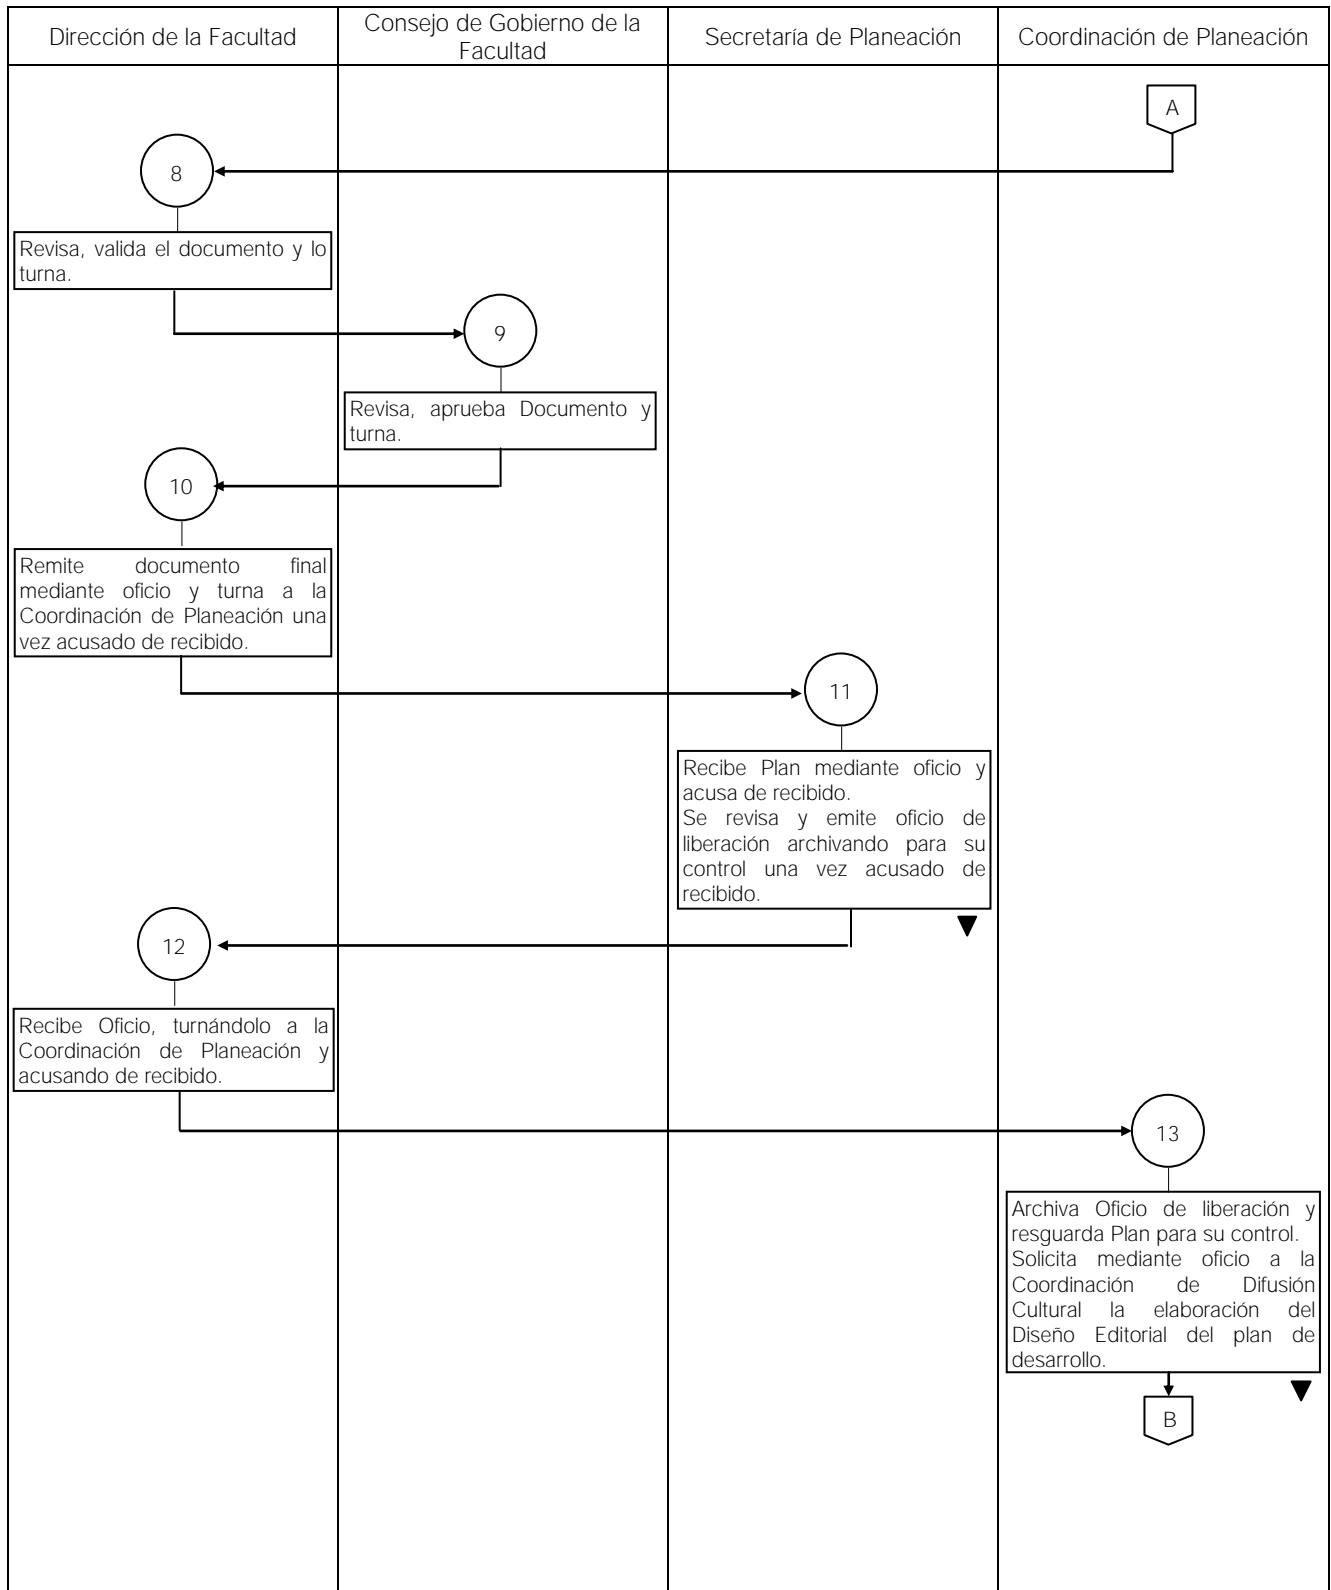 Dirección de la Facultad
Consejo de Gobierno de la
Facultad
Secretaría de Planeación
Coordinación de Planeación
A
8
Revisa, valida el documento y lo
turna.
9
Revisa, aprueba Documento y
turna.
10
Remite documento final
mediante oficio y turna a la
Coordinación de Planeación una
vez acusado de recibido.
11
Recibe Plan mediante oficio y
acusa de recibido.
Se revisa y emite oficio de
liberación archivando para su
control una vez acusado de
recibido.
12
Recibe Oficio, turnándolo a la
Coordinación de Planeación y
acusando de recibido.
13
Archiva Oficio de liberación y
resguarda Plan para su control.
Solicita mediante oficio a la
Coordinación de Difusión
Cultural la elaboración del
Diseño Editorial del plan de
desarrollo.
B